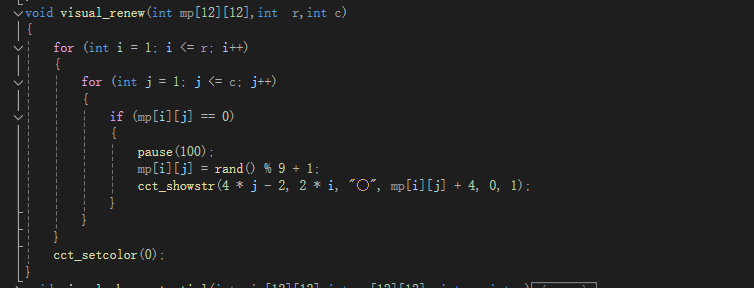 void visual_renew(int mp[12][12],int  r,int c)
{
    for (int i = 1; i <= r; i++)
    {
        for (int j = 1; j <= c; j++)
        {
            if (mp[i][j] == 0)
            {
                pause(100);
                mp[i][j] = rand() % 9 + 1;
                cct_showstr(4 * j - 2, 2 * i, "〇", mp[i][j] + 4, 0, 1);
            }
        }
    }
    cct_setcolor(0);
}